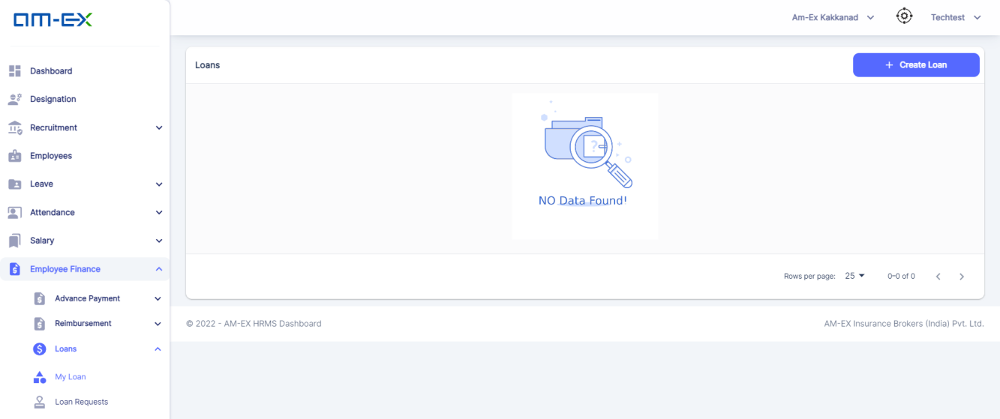 am-ex
Am-Ex Kakkanad
Techtest
Dashboard
Designation
Recruitment
Employees
Leave
Attendance
Salary
Employee Finance
Advance Payment
Reimbursement
Loans
My Loan
Loan Requests
Loans
+ Create Loan
?
NO Data Found!
Rows per page: 25 0–0 of 0
© 2022 - AM-EX HRMS Dashboard
AM-EX Insurance Brokers (India) Pvt. Ltd.